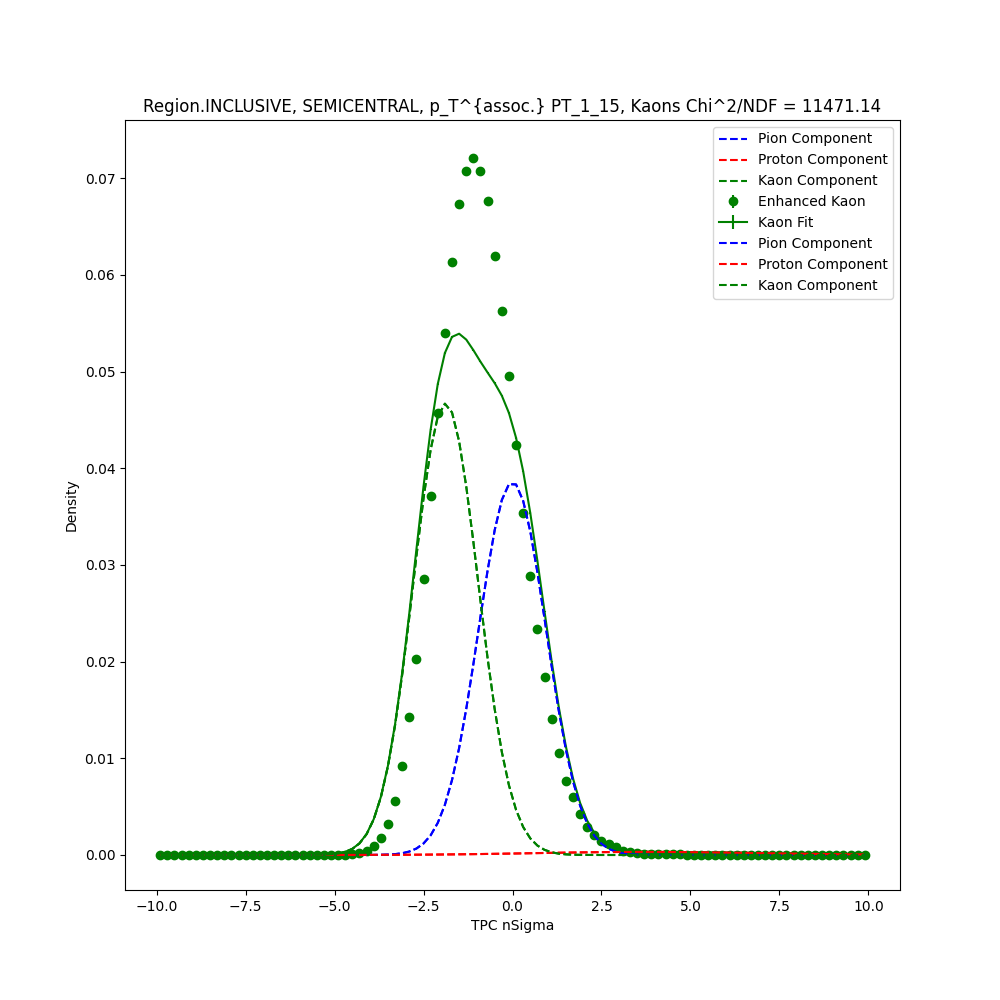 Region.INCLUSIVE, SEMICENTRAL, p_T^{assoc.} PT_1_15, Kaons Chi^2/NDF = 11471.14
Pion Component
Proton Component
Kaon Component
Enhanced Kaon
Kaon Fit
Pion Component
Proton Component
Kaon Component
0.07
0.06
0.05
0.04
0.03
0.02
0.01
0.00
Density
−10.0 −7.5 −5.0 −2.5 0.0 2.5 5.0 7.5 10.0
TPC nSigma